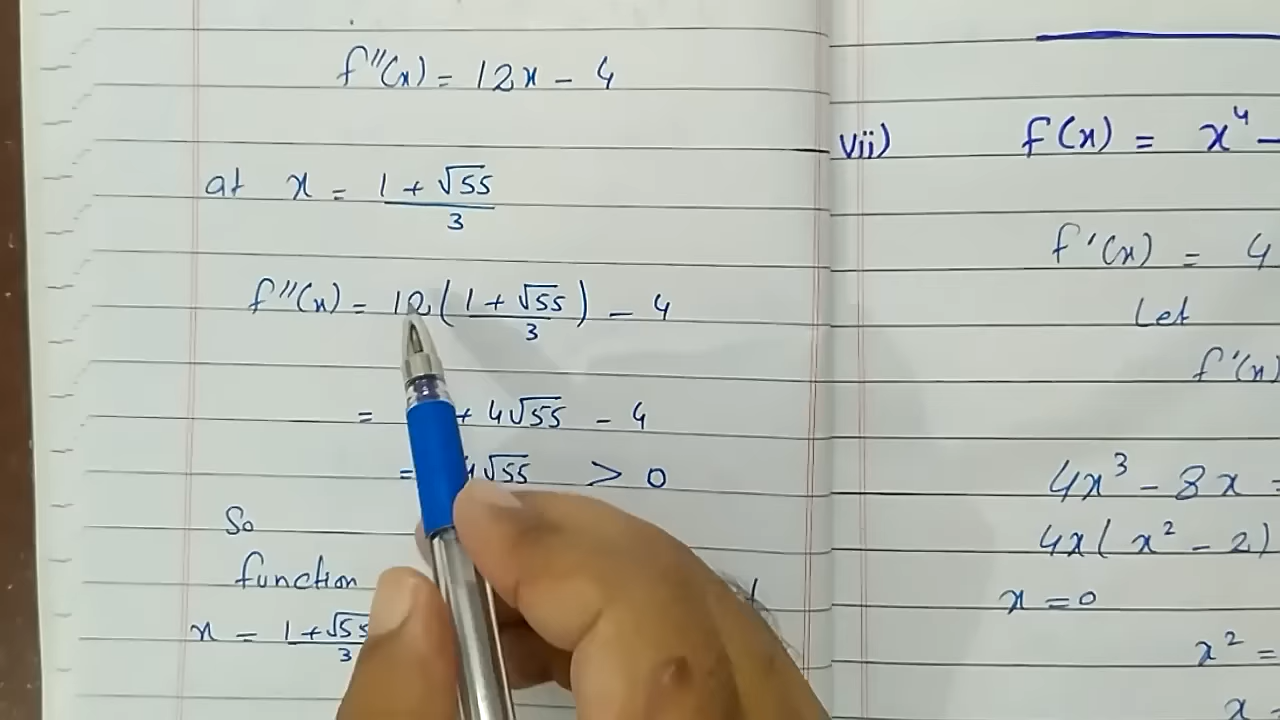 f''(x) = 12x - 4
at x = (1 + √55)/3
f''(x) = 12((1 + √55)/3) - 4
= + 4√55 - 4
= 4√55 > 0
So
function
x = (1 + √55)/3
vii) f(x) = x⁴ -
f'(x) = 4
Let
f'(x)
4x³ - 8x =
4x(x² - 2)
x = 0
x² =
x